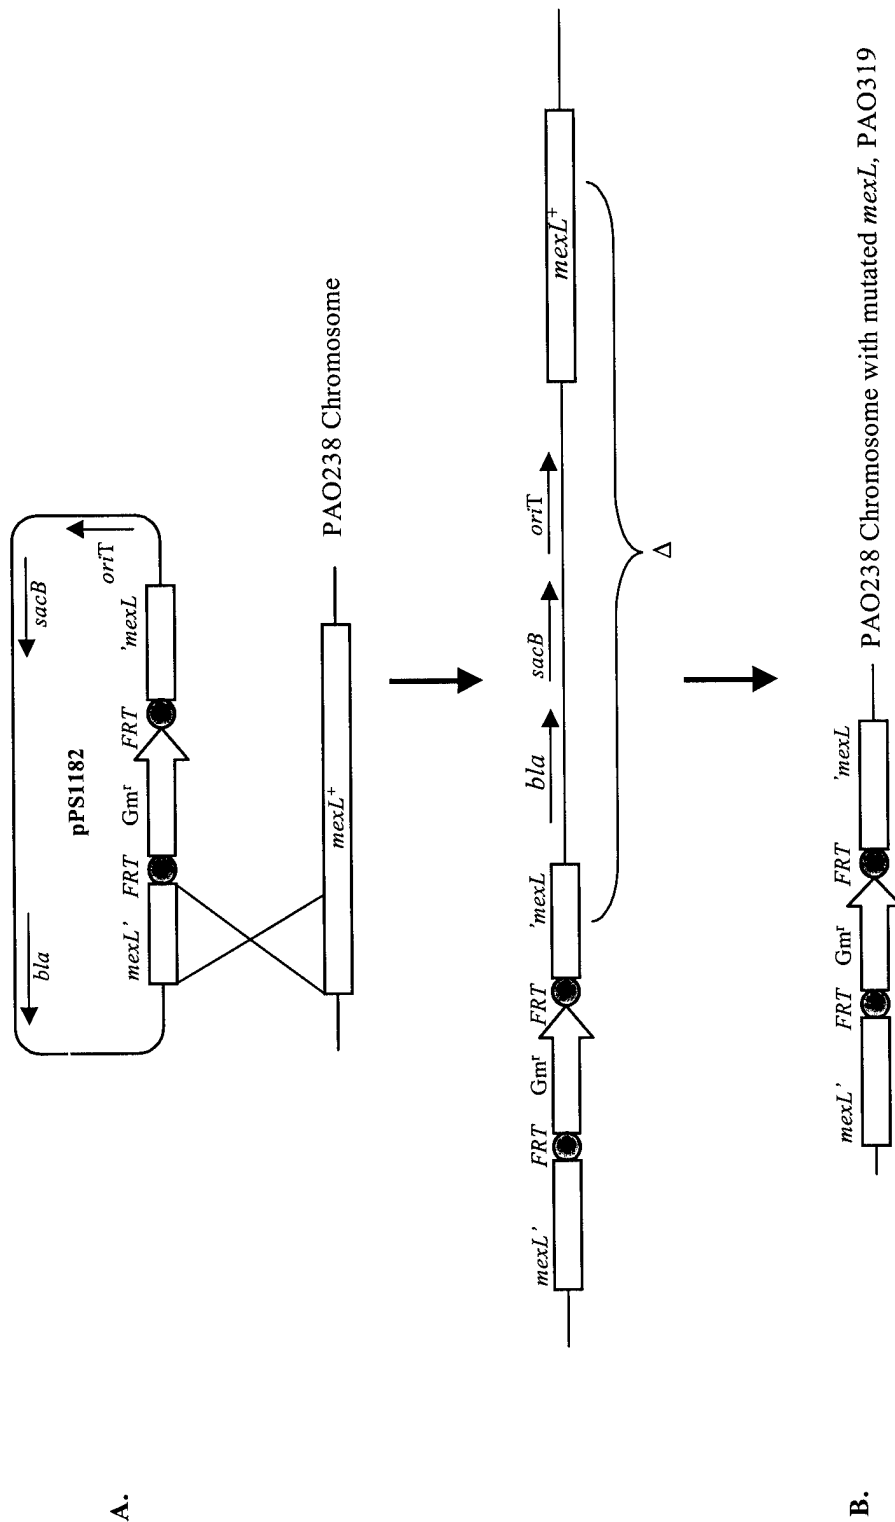 A.
pPS1182
bla
sacB
oriT
mexL' FRT Gmʳ FRT 'mexL
mexL⁺
PAO238 Chromosome
mexL' FRT Gmʳ FRT 'mexL bla sacB oriT mexL⁺
Δ
B.
mexL' FRT Gmʳ FRT 'mexL
PAO238 Chromosome with mutated mexL, PAO319